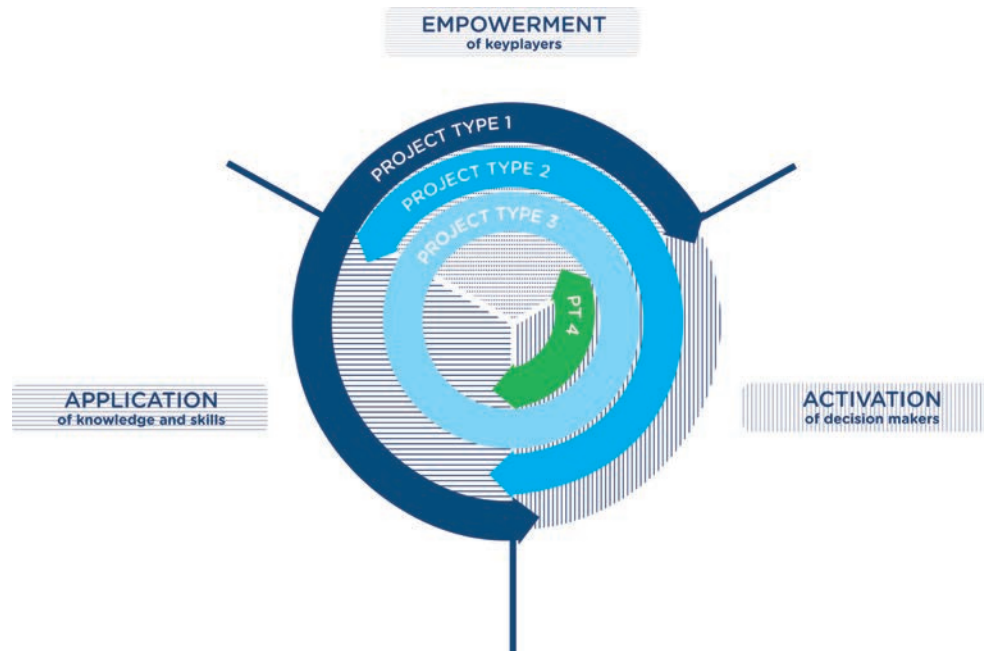 EMPOWERMENT
of keyplayers
PROJECT TYPE 1
PROJECT TYPE 2
PROJECT TYPE 3
PT 4
APPLICATION
of knowledge and skills
ACTIVATION
of decision makers